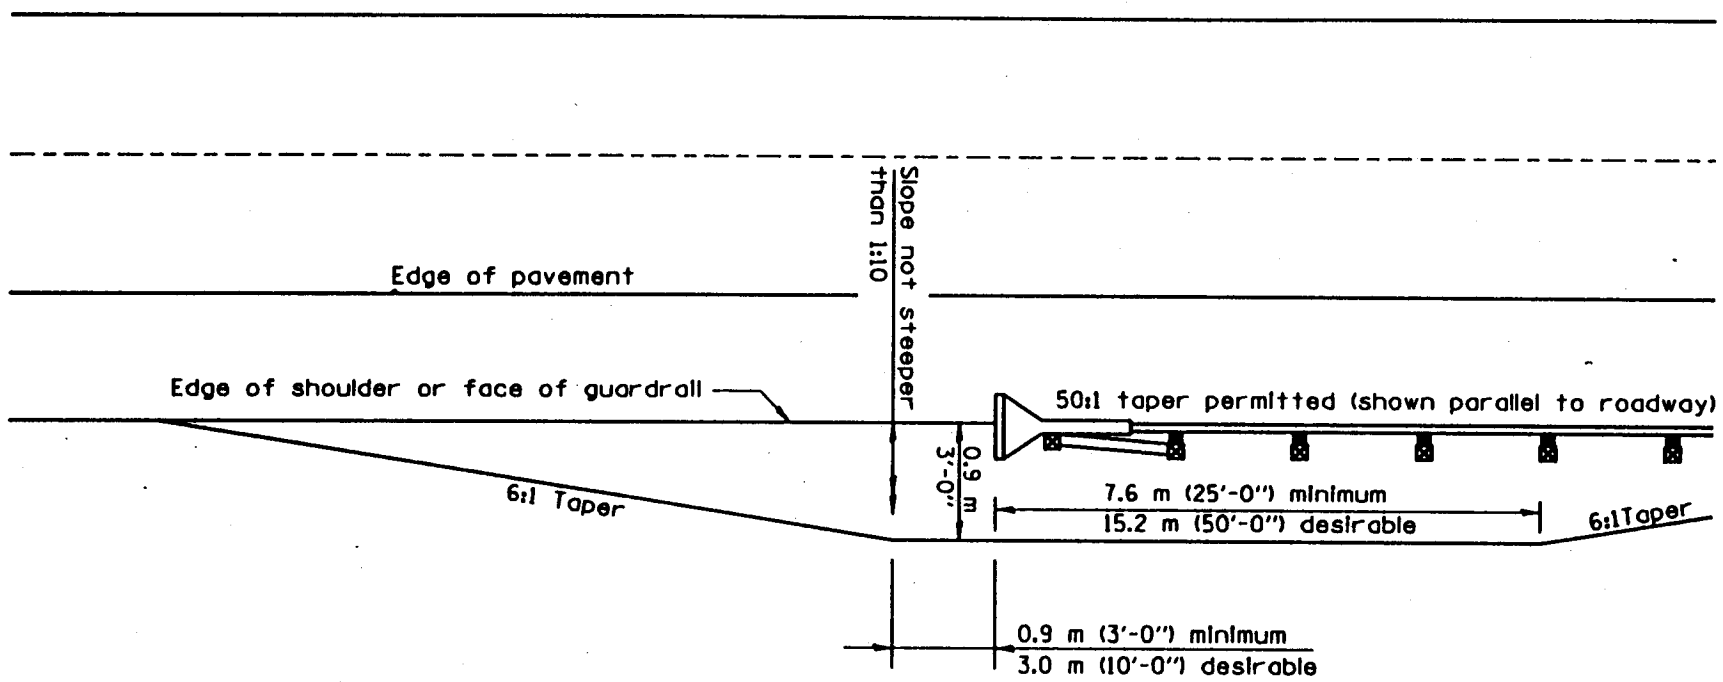 Slope not steeper
than 1:10
Edge of pavement
Edge of shoulder or face of guardrail
50:1 taper permitted (shown parallel to roadway)
0.9 m
3'-0"
6:1 Taper
7.6 m (25'-0") minimum
15.2 m (50'-0") desirable
6:1 Taper
0.9 m (3'-0") minimum
3.0 m (10'-0") desirable